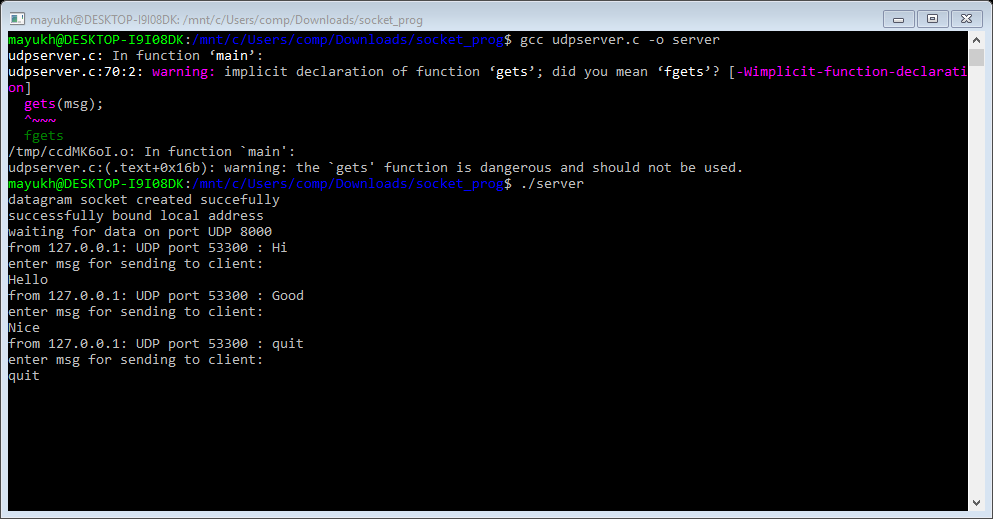 mayukh@DESKTOP-I9I08DK: /mnt/c/Users/comp/Downloads/socket_prog
mayukh@DESKTOP-I9I08DK:/mnt/c/Users/comp/Downloads/socket_prog$ gcc udpserver.c -o server
udpserver.c: In function ‘main’:
udpserver.c:70:2: warning: implicit declaration of function ‘gets’; did you mean ‘fgets’? [-Wimplicit-function-declarati
on]
  gets(msg);
  ^~~~
  fgets
/tmp/ccdMK6oI.o: In function `main':
udpserver.c:(.text+0x16b): warning: the `gets' function is dangerous and should not be used.
mayukh@DESKTOP-I9I08DK:/mnt/c/Users/comp/Downloads/socket_prog$ ./server
datagram socket created succefully
successfully bound local address
waiting for data on port UDP 8000
from 127.0.0.1: UDP port 53300 : Hi
enter msg for sending to client:
Hello
from 127.0.0.1: UDP port 53300 : Good
enter msg for sending to client:
Nice
from 127.0.0.1: UDP port 53300 : quit
enter msg for sending to client:
quit